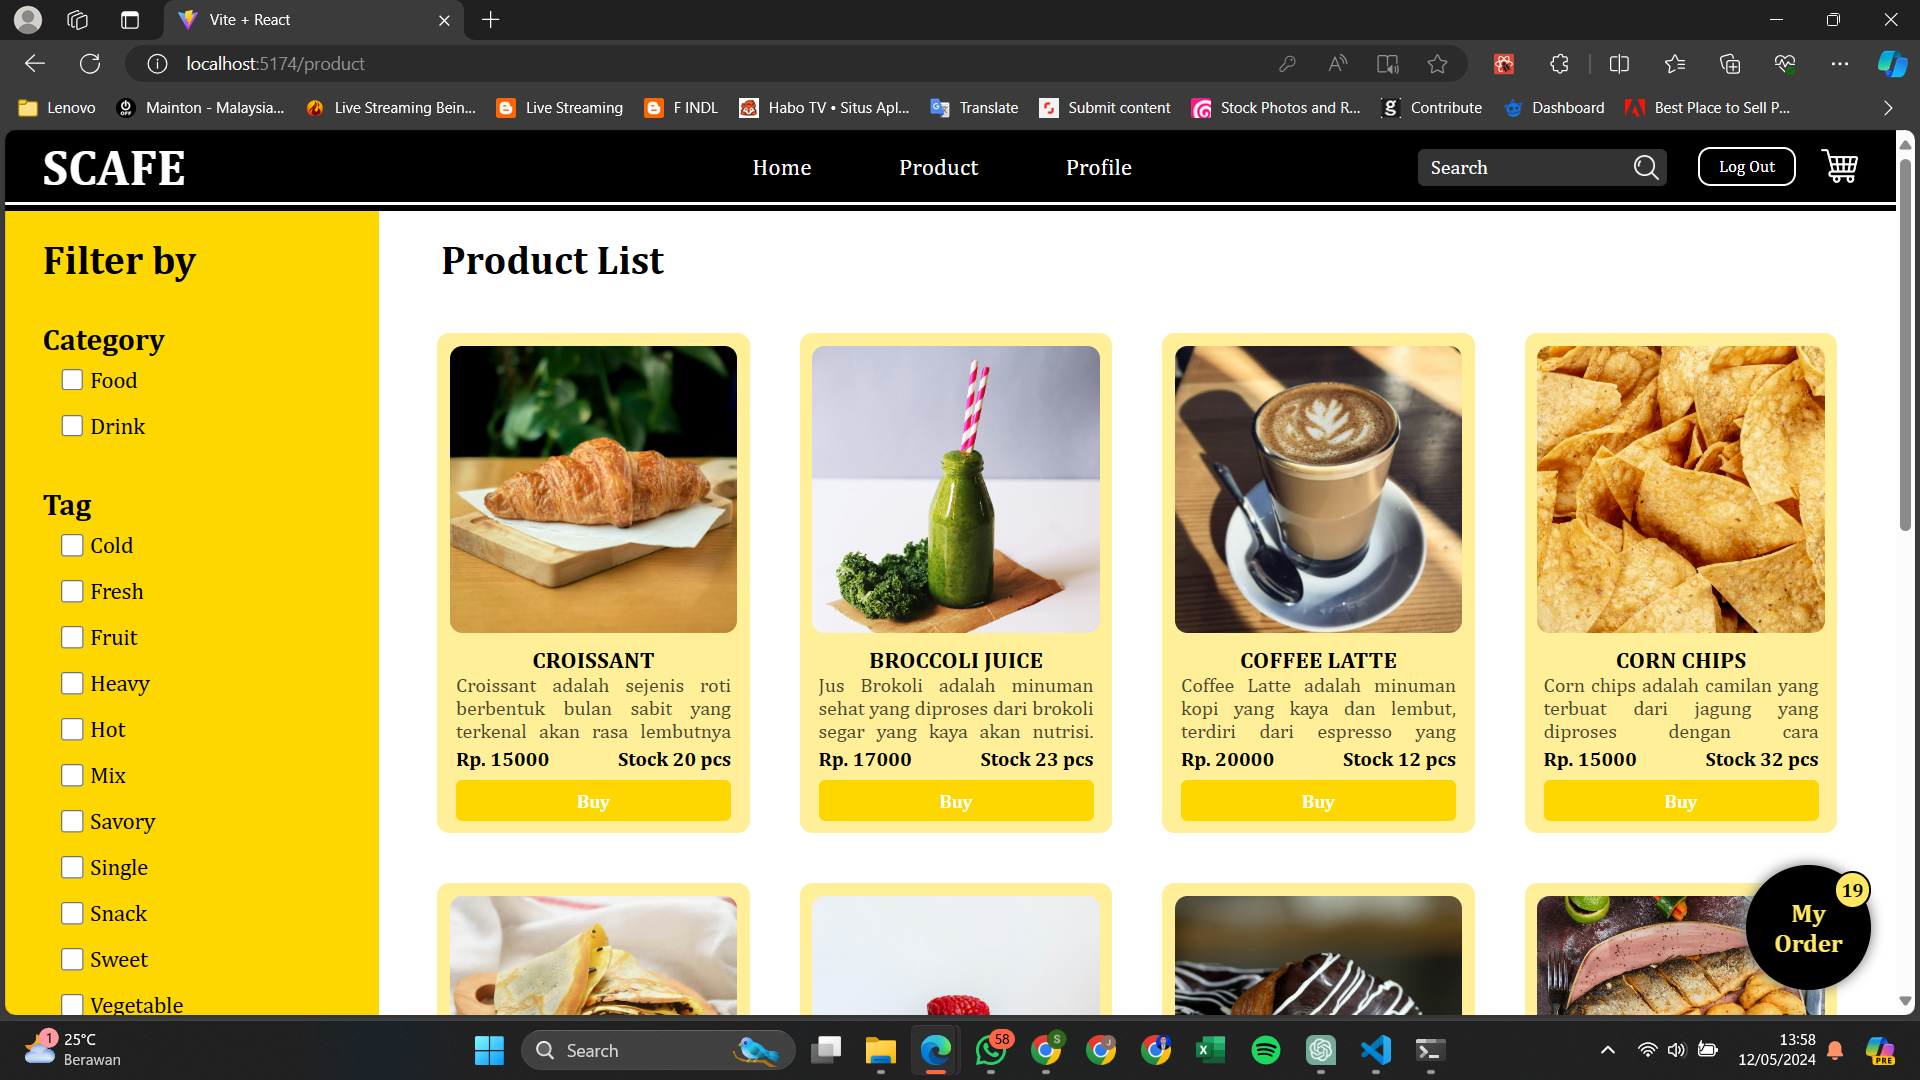 Vite + React
localhost:5174/product
Lenovo
Mainton - Malaysia...
Live Streaming Bein...
Live Streaming
F INDL
Habo TV • Situs Apl...
Translate
Submit content
Stock Photos and R...
Contribute
Dashboard
Best Place to Sell P...
SCAFE
Home
Product
Profile
Search
Log Out
Filter by
Category
Food
Drink
Tag
Cold
Fresh
Fruit
Heavy
Hot
Mix
Savory
Single
Snack
Sweet
Vegetable
Product List
CROISSANT
Croissant adalah sejenis roti
berbentuk bulan sabit yang
terkenal akan rasa lembutnya
Rp. 15000 Stock 20 pcs
Buy
BROCCOLI JUICE
Jus Brokoli adalah minuman
sehat yang diproses dari brokoli
segar yang kaya akan nutrisi.
Rp. 17000 Stock 23 pcs
Buy
COFFEE LATTE
Coffee Latte adalah minuman
kopi yang kaya dan lembut,
terdiri dari espresso yang
Rp. 20000 Stock 12 pcs
Buy
CORN CHIPS
Corn chips adalah camilan yang
terbuat dari jagung yang
diproses dengan cara
Rp. 15000 Stock 32 pcs
Buy
19
My
Order
1
25°C
Berawan
Search
58
S
J
PRE
13:58
12/05/2024